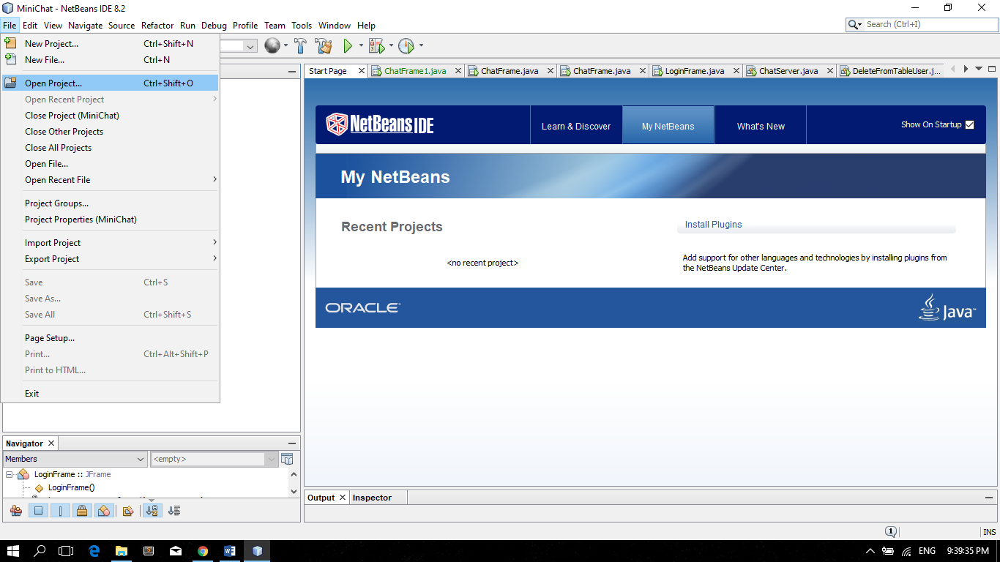 MiniChat - NetBeans IDE 8.2
File Edit View Navigate Source Refactor Run Debug Profile Team Tools Window Help
Search (Ctrl+I)
New Project... Ctrl+Shift+N
New File... Ctrl+N
Open Project... Ctrl+Shift+O
Open Recent Project
Close Project (MiniChat)
Close Other Projects
Close All Projects
Open File...
Open Recent File
Project Groups...
Project Properties (MiniChat)
Import Project
Export Project
Save Ctrl+S
Save As...
Save All Ctrl+Shift+S
Page Setup...
Print... Ctrl+Alt+Shift+P
Print to HTML...
Exit
Start Page ChatFrame1.java ChatFrame.java ChatFrame.java LoginFrame.java ChatServer.java DeleteFromTableUser.j...
NetBeans IDE
Learn & Discover My NetBeans What's New
Show On Startup
My NetBeans
Recent Projects
<no recent project>
Install Plugins
Add support for other languages and technologies by installing plugins from
the NetBeans Update Center.
ORACLE
Java
Navigator
Members <empty>
LoginFrame :: JFrame
LoginFrame()
Output Inspector
1 INS
ENG 9:39:35 PM